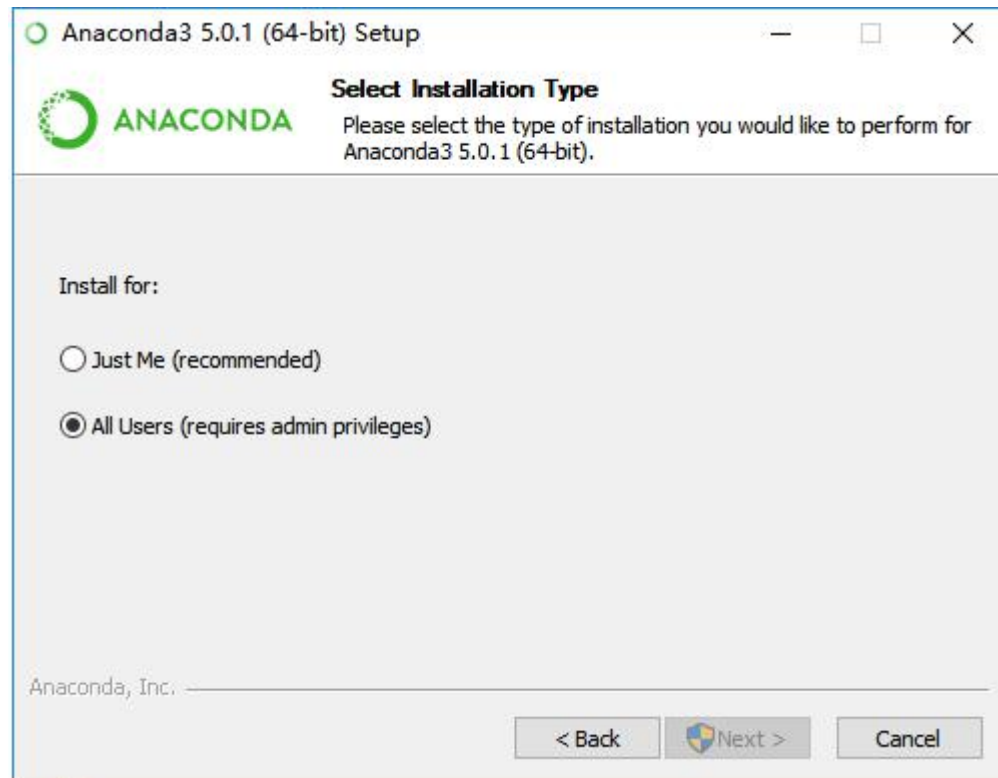 Anaconda3 5.0.1 (64-bit) Setup
ANACONDA
Select Installation Type
Please select the type of installation you would like to perform for
Anaconda3 5.0.1 (64-bit).
Install for:
Just Me (recommended)
All Users (requires admin privileges)
Anaconda, Inc.
< Back
Next >
Cancel